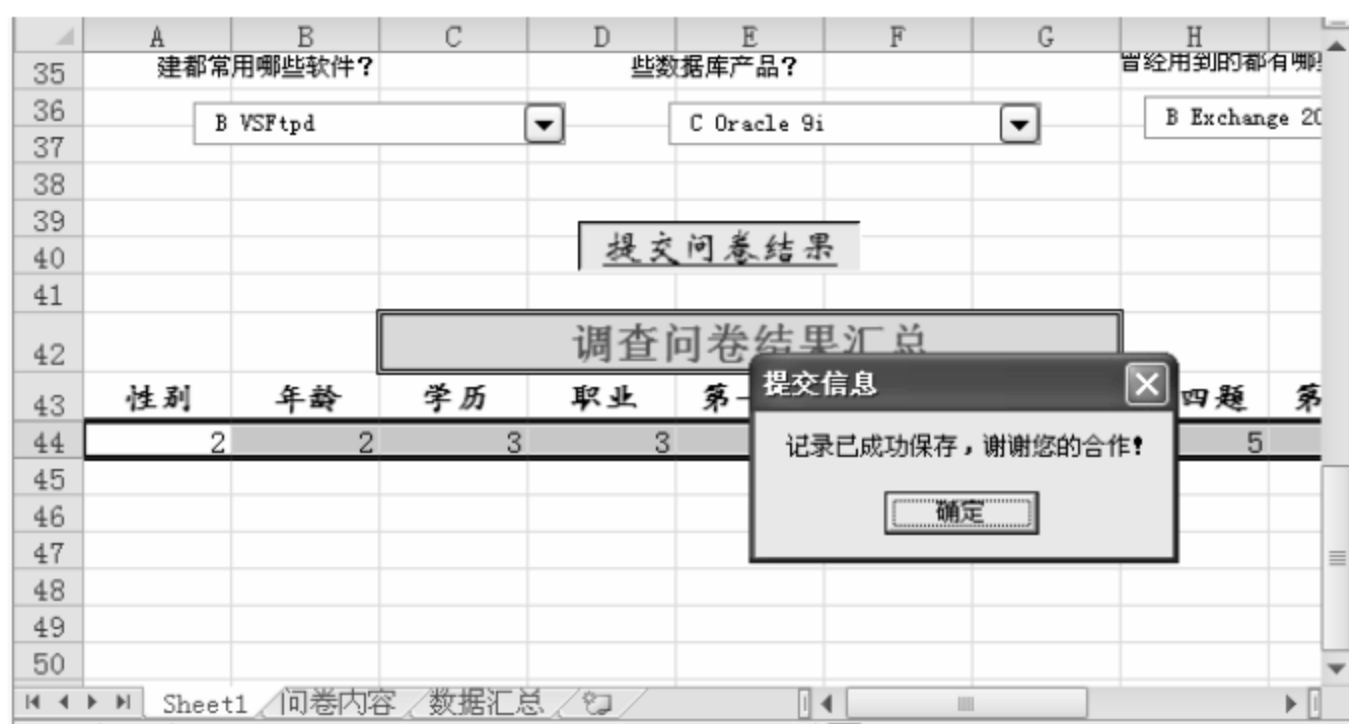 A B C D E F G H
35 建都常用哪些软件? 些数据库产品? 曾经用到的都有哪
36 B VSFtpd C Oracle 9i B Exchange 20
37
38
39
提交问卷结果
40
41
42 调查问卷结果汇总
43 性别 年龄 学历 职业 第一 四题 第
提交信息
44 2 2 3 3 5
记录已成功保存，谢谢您的合作!
45
46
确定
47
48
49
50
Sheet1 问卷内容 数据汇总